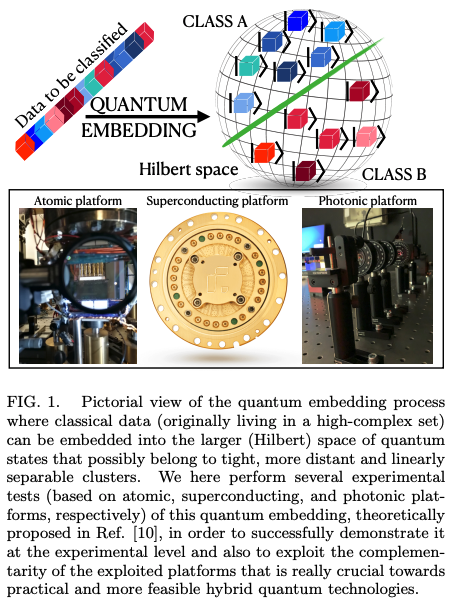 CLASS A
Data to be classified
QUANTUM
EMBEDDING
Hilbert space
CLASS B
Atomic platform
Superconducting platform
Photonic platform
FIG. 1. Pictorial view of the quantum embedding process
where classical data (originally living in a high-complex set)
can be embedded into the larger (Hilbert) space of quantum
states that possibly belong to tight, more distant and linearly
separable clusters. We here perform several experimental
tests (based on atomic, superconducting, and photonic plat-
forms, respectively) of this quantum embedding, theoretically
proposed in Ref. [10], in order to successfully demonstrate it
at the experimental level and also to exploit the complemen-
tarity of the exploited platforms that is really crucial towards
practical and more feasible hybrid quantum technologies.